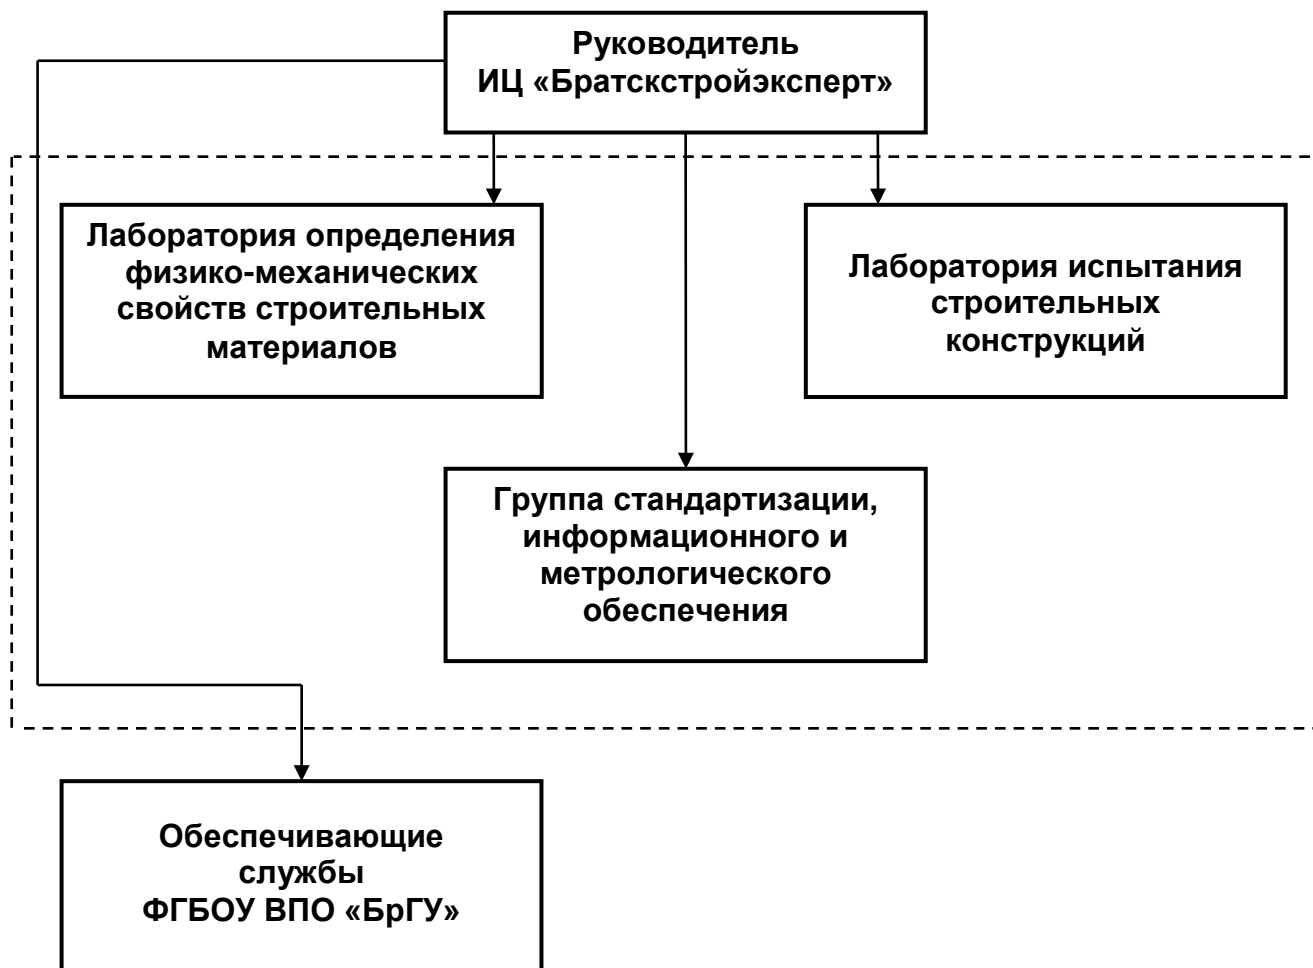 Руководитель
ИЦ «Братскстройэксперт»
Лаборатория определения
физико-механических
свойств строительных
материалов
Лаборатория испытания
строительных
конструкций
Группа стандартизации,
информационного и
метрологического
обеспечения
Обеспечивающие
службы
ФГБОУ ВПО «БрГУ»